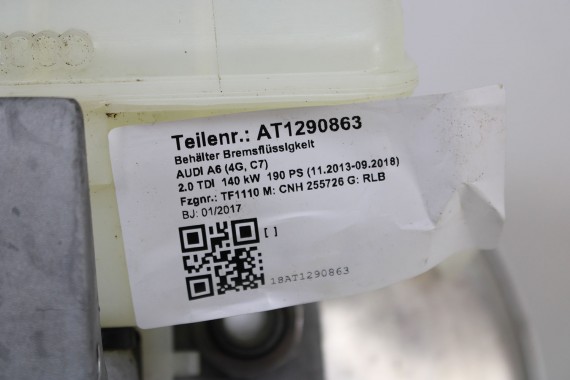 Teilenr.: AT1290863
Behälter Bremsflüssigkeit
AUDI A6 (4G, C7)
2.0 TDI 140 kW 190 PS (11.2013-09.2018)
Fzgnr.: TF1110 M: CNH 255726 G: RLB
BJ: 01/2017
[ ]
18AT1290863